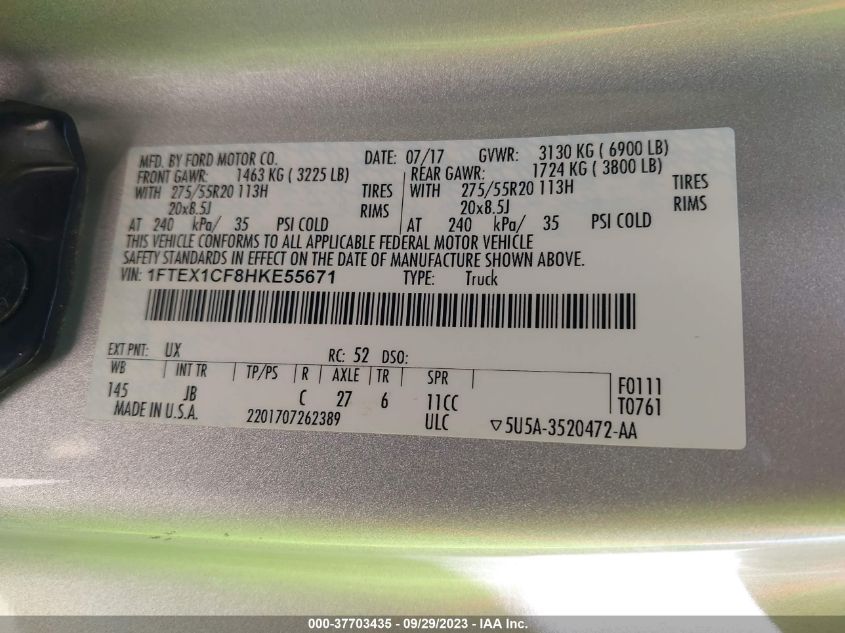 MFD. BY FORD MOTOR CO. DATE: 07/17 GVWR: 3130 KG ( 6900 LB)
FRONT GAWR: 1463 KG ( 3225 LB) REAR GAWR: 1724 KG ( 3800 LB)
WITH 275/55R20 113H TIRES WITH 275/55R20 113H TIRES
20x8.5J RIMS 20x8.5J RIMS
AT 240 kPa/ 35 PSI COLD AT 240 kPa/ 35 PSI COLD
THIS VEHICLE CONFORMS TO ALL APPLICABLE FEDERAL MOTOR VEHICLE
SAFETY STANDARDS IN EFFECT ON THE DATE OF MANUFACTURE SHOWN ABOVE.
VIN: 1FTEX1CF8HKE55671 TYPE: Truck
EXT PNT: UX RC: 52 DSO:
WB INT TR TP/PS R AXLE TR SPR F0111
145 JB C 27 6 11CC T0761
MADE IN U.S.A. 2201707262389 ULC ▽5U5A-3520472-AA
000-37703435 - 09/29/2023 - IAA Inc.